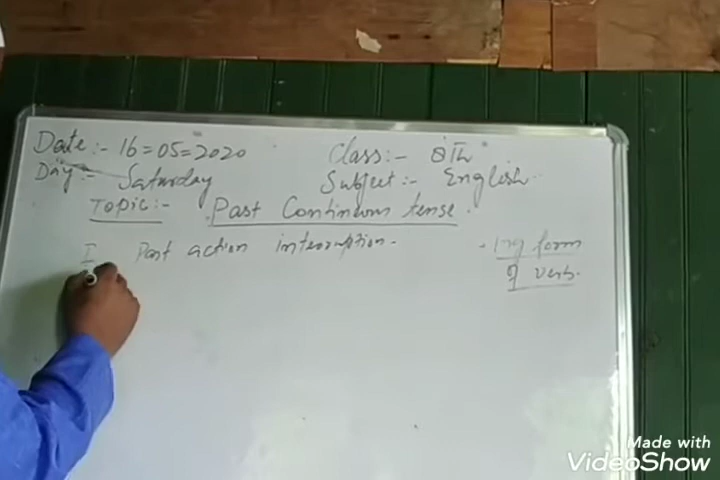 Date:- 16=05=2020 Class:- 8th
Day:- Saturday Subject:- English.
Topic:- Past Continuous tense.
I Past action interruption. . Ing form
of verb.
Made with
VideoShow